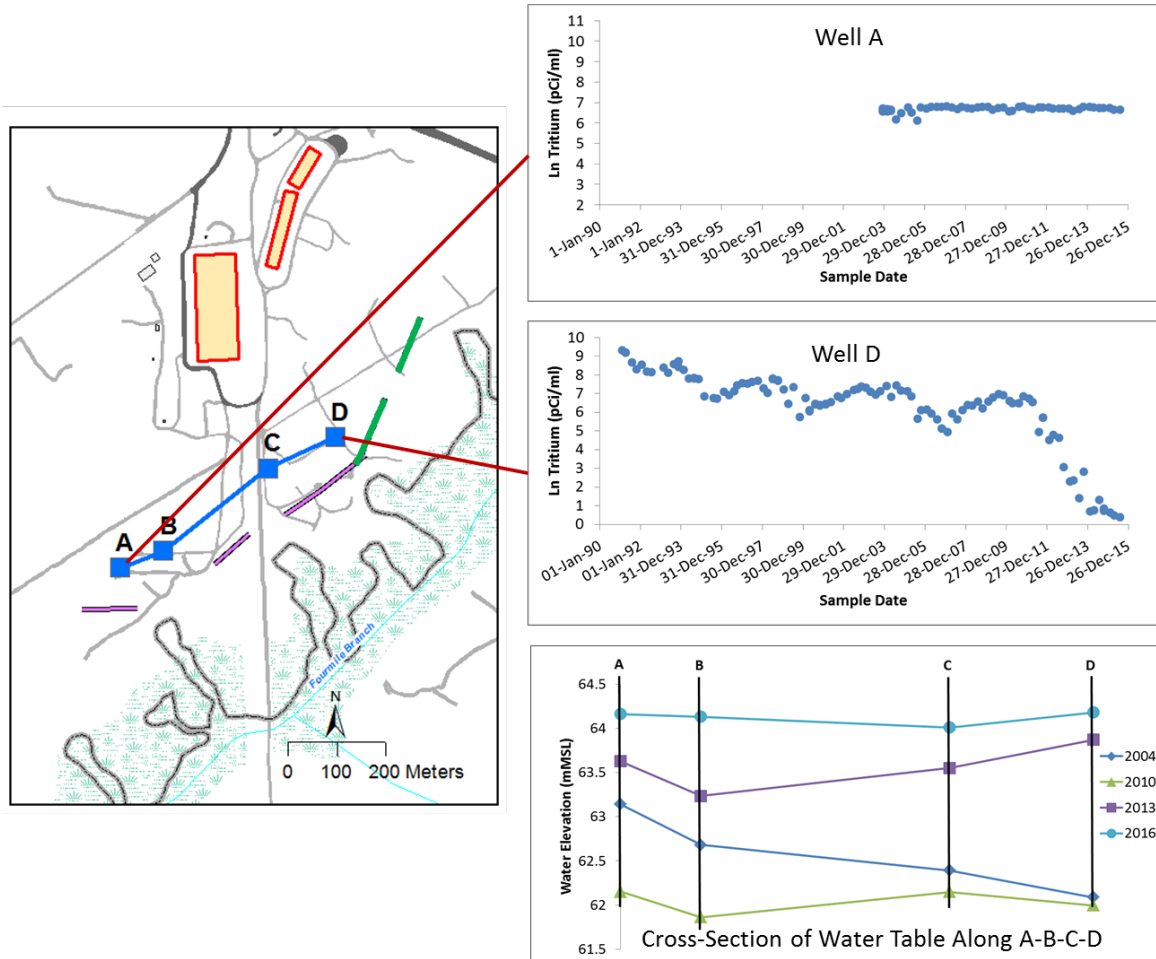 A
B
C
D
Fourmile Branch
N
0 100 200 Meters
Well A
Ln Tritium (pCi/ml)
11
10
9
8
7
6
5
4
3
2
1-Jan-90
1-Jan-92
31-Dec-93
31-Dec-95
30-Dec-97
30-Dec-99
29-Dec-01
29-Dec-03
28-Dec-05
28-Dec-07
27-Dec-09
27-Dec-11
26-Dec-13
26-Dec-15
Sample Date
Well D
Ln Tritium (pCi/ml)
10
9
8
7
6
5
4
3
2
1
0
01-Jan-90
01-Jan-92
31-Dec-93
31-Dec-95
30-Dec-97
30-Dec-99
29-Dec-01
29-Dec-03
28-Dec-05
28-Dec-07
27-Dec-09
27-Dec-11
26-Dec-13
26-Dec-15
Sample Date
A B C D
Water Elevation (mMSL)
64.5
64
63.5
63
62.5
62
61.5
2004
2010
2013
2016
Cross-Section of Water Table Along A-B-C-D